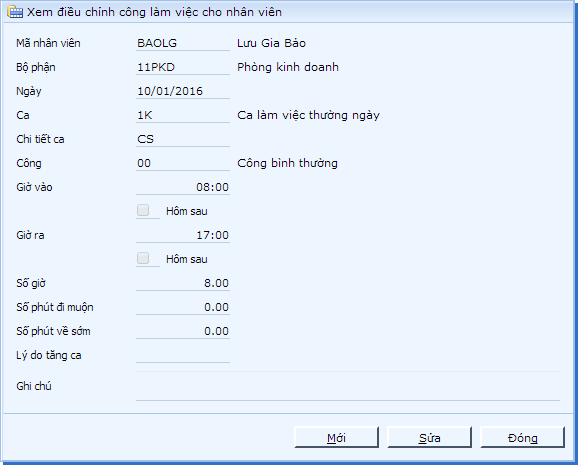 Xem điều chỉnh công làm việc cho nhân viên
Mã nhân viên BAOLG Lưu Gia Bảo
Bộ phận 11PKD Phòng kinh doanh
Ngày 10/01/2016
Ca 1K Ca làm việc thường ngày
Chi tiết ca CS
Công 00 Công bình thường
Giờ vào 08:00
Hôm sau
Giờ ra 17:00
Hôm sau
Số giờ 8.00
Số phút đi muộn 0.00
Số phút về sớm 0.00
Lý do tăng ca
Ghi chú
Mới Sửa Đóng